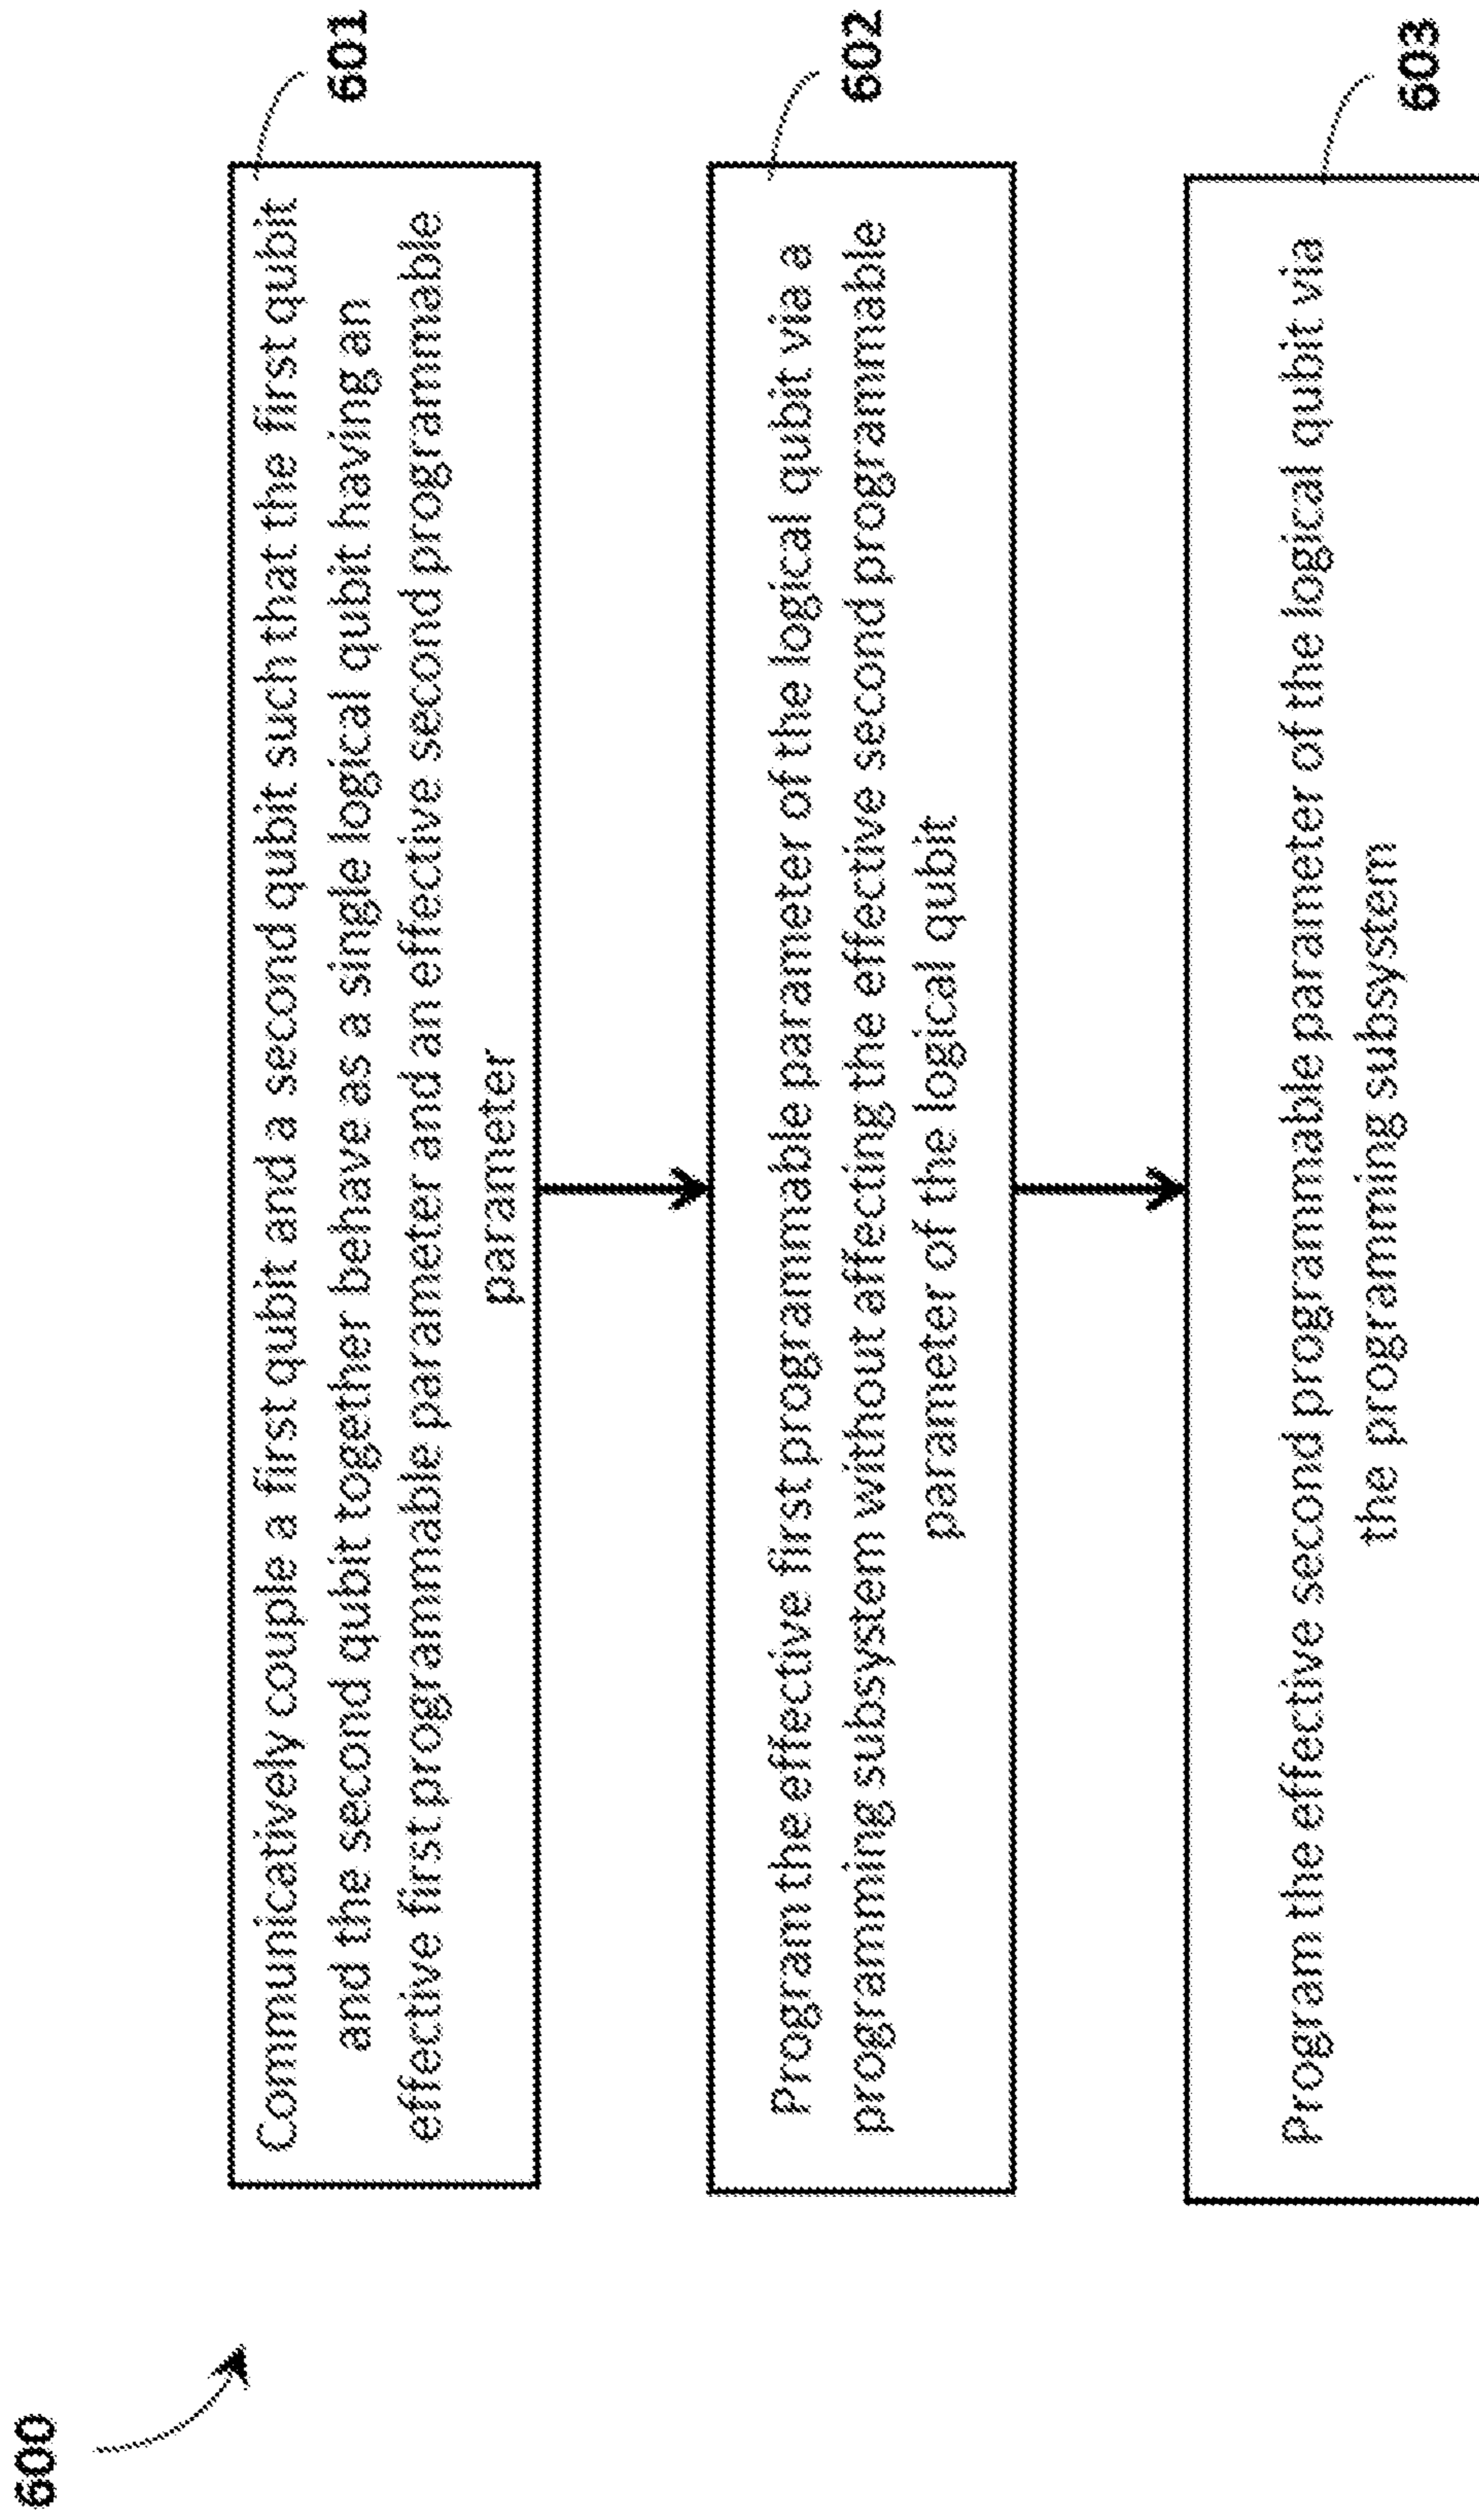 600
601
Communicatively couple a first qubit and a second qubit such that the first qubit
and the second qubit together behave as a single logical qubit having an
effective first programmable parameter and an effective second programmable
parameter
602
Program the effective first programmable parameter of the logical qubit via a
programming subsystem without affecting the effective second programmable
parameter of the logical qubit
603
Program the effective second programmable parameter of the logical qubit via
the programming subsystem